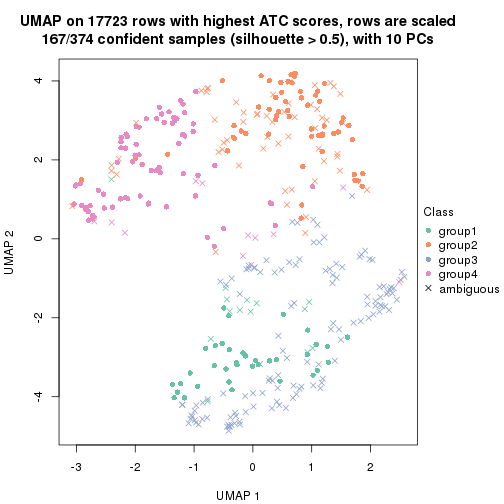 UMAP on 17723 rows with highest ATC scores, rows are scaled
167/374 confident samples (silhouette > 0.5), with 10 PCs
4
2
0
-2
-4
UMAP 2
-3
-2
-1
0
1
2
UMAP 1
Class
group1
group2
group3
group4
ambiguous